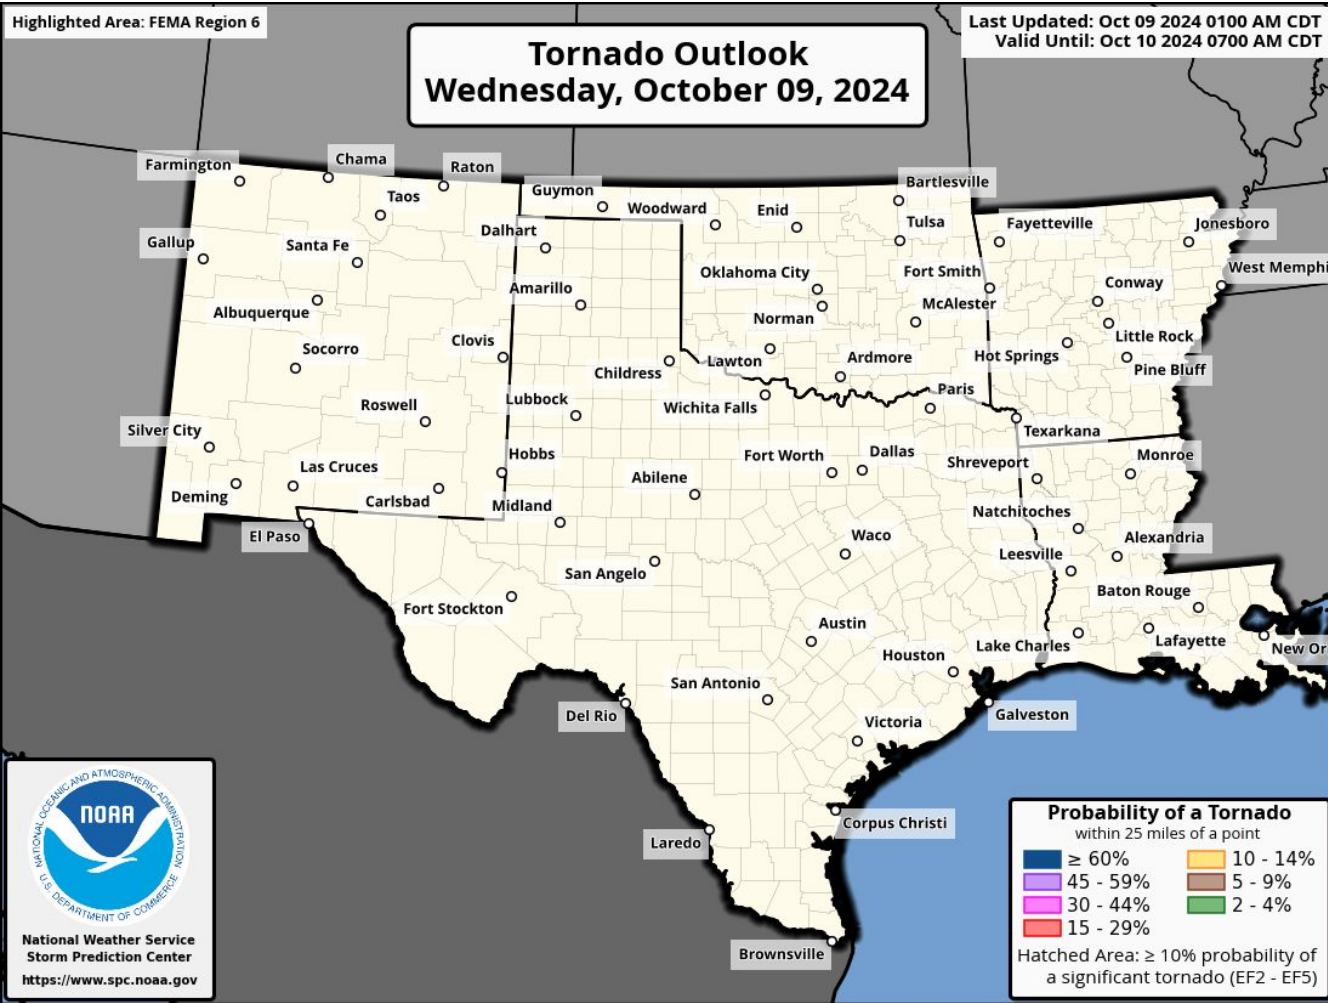 Highlighted Area: FEMA Region 6
Last Updated: Oct 09 2024 0100 AM CDT
Valid Until: Oct 10 2024 0700 AM CDT
Tornado Outlook
Wednesday, October 09, 2024
Farmington
Chama
Raton
Taos
Guymon
Woodward
Enid
Bartlesville
Tulsa
Fayetteville
Jonesboro
Gallup
Santa Fe
Dalhart
Oklahoma City
Fort Smith
West Memphi
Albuquerque
Amarillo
Norman
McAlester
Conway
Socorro
Clovis
Childress
Lawton
Ardmore
Hot Springs
Little Rock
Pine Bluff
Roswell
Lubbock
Wichita Falls
Paris
Texarkana
Silver City
Las Cruces
Hobbs
Abilene
Fort Worth
Dallas
Shreveport
Monroe
Deming
Carlsbad
Midland
Natchitoches
El Paso
San Angelo
Waco
Leesville
Alexandria
Fort Stockton
Baton Rouge
Austin
Houston
Lake Charles
Lafayette
New Or
San Antonio
Del Rio
Victoria
Galveston
Laredo
Corpus Christi
Brownsville
NATIONAL OCEANIC AND ATMOSPHERIC ADMINISTRATION
NOAA
U.S. DEPARTMENT OF COMMERCE
National Weather Service
Storm Prediction Center
https://www.spc.noaa.gov
Probability of a Tornado
within 25 miles of a point
≥ 60%
10 - 14%
45 - 59%
5 - 9%
30 - 44%
2 - 4%
15 - 29%
Hatched Area: ≥ 10% probability of
a significant tornado (EF2 - EF5)